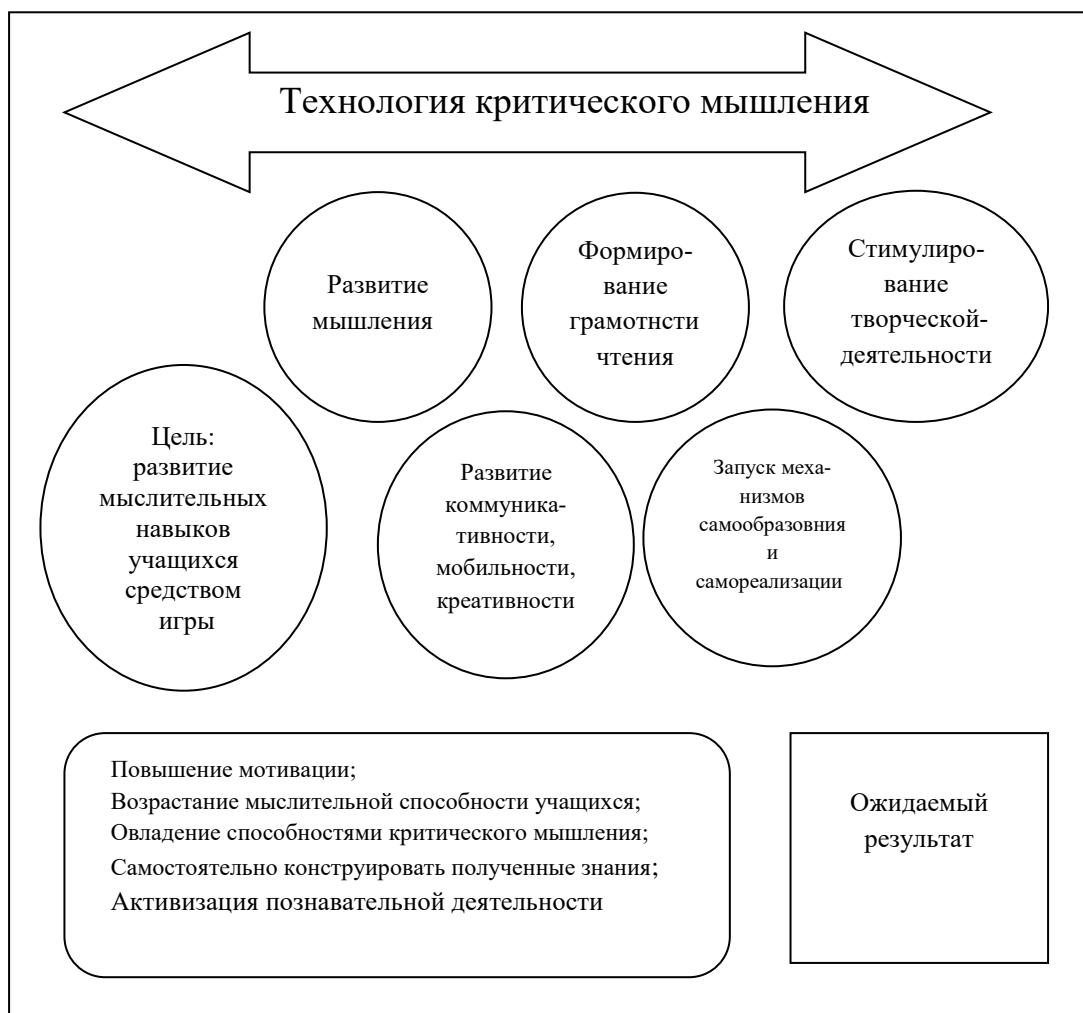 Технология критического мышления
Развитие
мышления
Формиро-
вание
грамотнсти
чтения
Стимулиро-
вание
творческой-
деятельности
Цель:
развитие
мыслительных
навыков
учащихся
средством
игры
Развитие
коммуника-
тивности,
мобильности,
креативности
Запуск меха-
низмов
самообразовния
и
самореализации
Повышение мотивации;
Возрастание мыслительной способности учащихся;
Овладение способностями критического мышления;
Самостоятельно конструировать полученные знания;
Активизация познавательной деятельности
Ожидаемый
результат